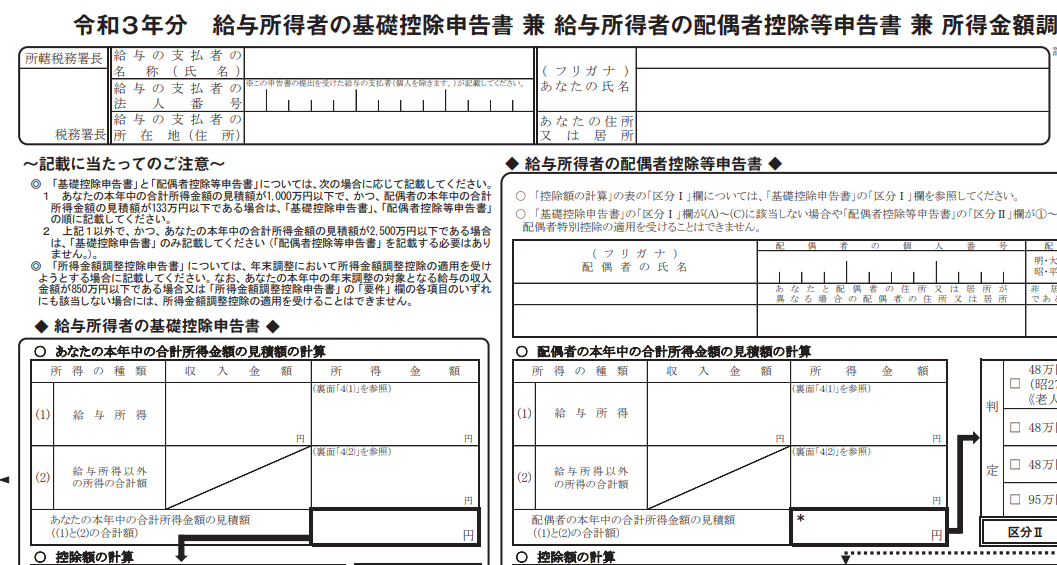 令和3年分 給与所得者の基礎控除申告書 兼 給与所得者の配偶者控除等申告書 兼 所得金額調
所轄税務署長
税務署長
給与の支払者の
名称(氏名)
給与の支払者の
法人番号
※この申告書の提出を受けた給与の支払者(個人を除きます。)が記載してください。
給与の支払者の
所在地(住所)
(フリガナ)
あなたの氏名
あなたの住所
又は居所
~記載に当たってのご注意~
◎ 「基礎控除申告書」と「配偶者控除等申告書」については、次の場合に応じて記載してください。
1 あなたの本年中の合計所得金額の見積額が1,000万円以下で、かつ、配偶者の本年中の合計
所得金額の見積額が133万円以下である場合は、「基礎控除申告書」、「配偶者控除等申告書」
の順に記載してください。
2 上記1以外で、かつ、あなたの本年中の合計所得金額の見積額が2,500万円以下である場合
は、「基礎控除申告書」のみ記載してください(「配偶者控除等申告書」を記載する必要はあり
ません。)。
◎ 「所得金額調整控除申告書」については、年末調整において所得金額調整控除の適用を受け
ようとする場合に記載してください。なお、あなたの本年中の年末調整の対象となる給与の収入
金額が850万円以下である場合又は「所得金額調整控除申告書」の「要件」欄の各項目のいずれ
にも該当しない場合には、所得金額調整控除の適用を受けることはできません。
◆ 給与所得者の基礎控除申告書 ◆
○ あなたの本年中の合計所得金額の見積額の計算
所得の種類 収入金額 所得金額
(1) 給与所得 円 (裏面「4(1)」を参照) 円
(2) 給与所得以外
の所得の合計額 (裏面「4(2)」を参照) 円
あなたの本年中の合計所得金額の見積額
((1)と(2)の合計額) 円
○ 控除額の計算
◆ 給与所得者の配偶者控除等申告書 ◆
○ 「控除額の計算」の表の「区分Ⅰ」欄については、「基礎控除申告書」の「区分Ⅰ」欄を参照してください。
○ 「基礎控除申告書」の「区分Ⅰ」欄が(A)~(C)に該当しない場合や「配偶者控除等申告書」の「区分Ⅱ」欄が①~
配偶者特別控除の適用を受けることはできません。
(フリガナ)
配偶者の氏名
配偶者の個人番号
配
明・大
昭・平
あなたと配偶者の住所又は居所が
異なる場合の配偶者の住所又は居所
非居
であ
○ 配偶者の本年中の合計所得金額の見積額の計算
所得の種類 収入金額 所得金額
(1) 給与所得 円 (裏面「4(1)」を参照) 円
(2) 給与所得以外
の所得の合計額 (裏面「4(2)」を参照) 円
配偶者の本年中の合計所得金額の見積額
((1)と(2)の合計額) * 円
判定
□ 48万
(昭27
《老人
□ 48万
□ 48万
□ 95万
区分Ⅱ
○ 控除額の計算